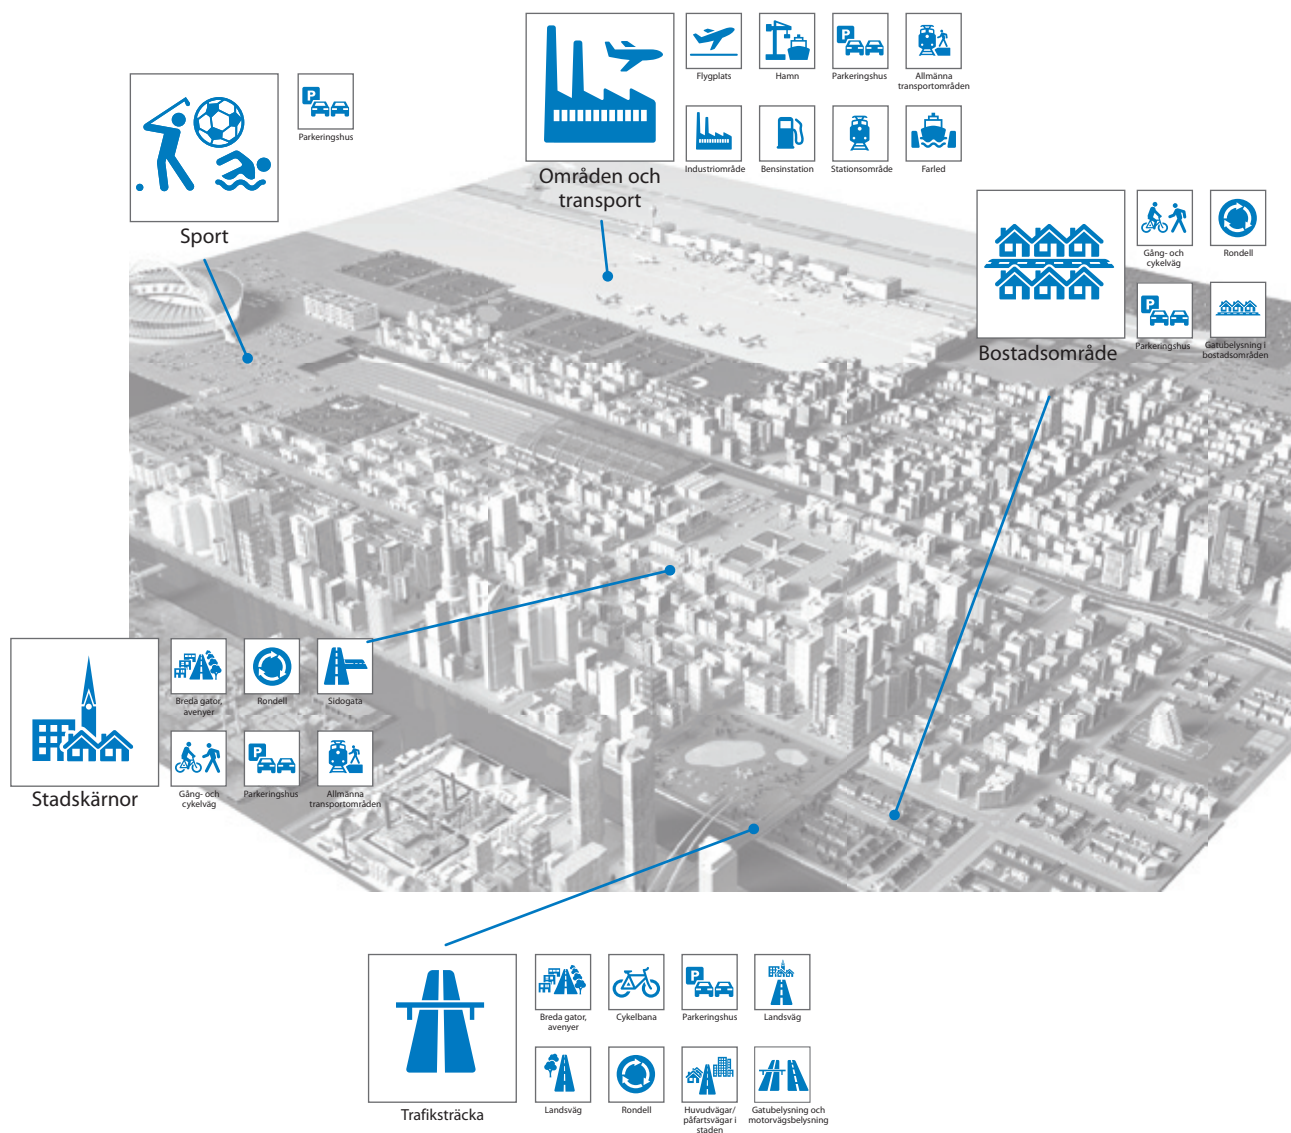 Flygplats
Hamn
Parkeringshus
Allmänna
transportområden
Industriområde
Bensinstation
Stationsområde
Farled
Områden och
transport
P
Parkeringshus
Sport
Gång- och
cykelväg
Rondell
P
Parkeringshus
Gatubelysning i
bostadsområden
Bostadsområde
Breda gator,
avenyer
Rondell
Sidogata
Gång- och
cykelväg
P
Parkeringshus
Allmänna
transportområden
Stadskärnor
Breda gator,
avenyer
Cykelbana
P
Parkeringshus
Landsväg
Landsväg
Rondell
Huvudvägar/
påfartsvägar i
staden
Gatubelysning och
motorvägsbelysning
Trafiksträcka
P